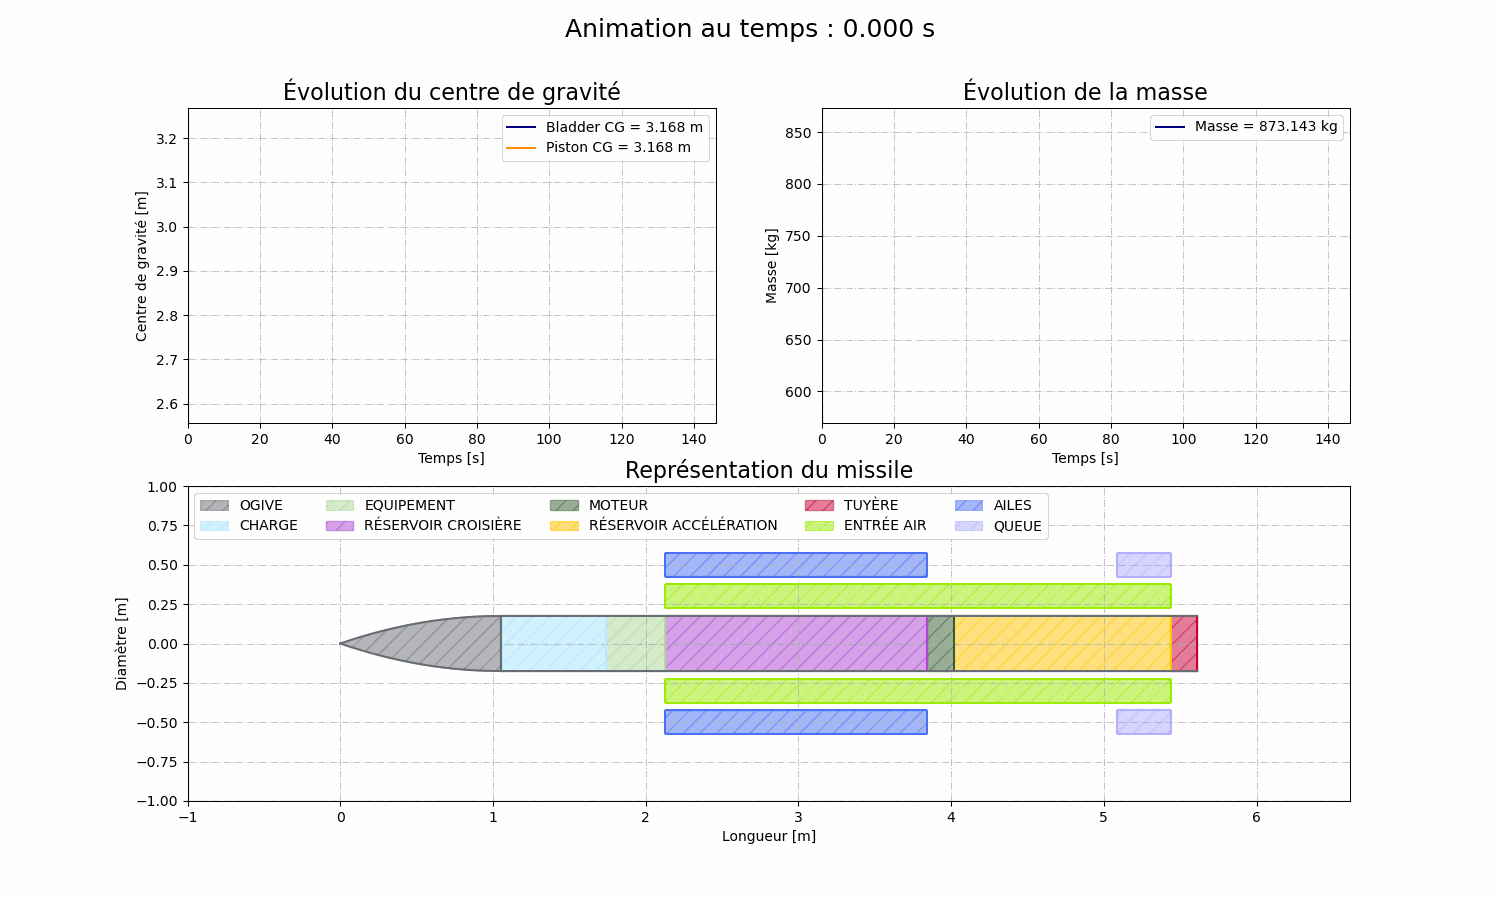 Animation au temps : 0.000 s
Évolution du centre de gravité
Bladder CG = 3.168 m
Piston CG = 3.168 m
3.2
3.1
3.0
2.9
2.8
2.7
2.6
Centre de gravité [m]
0 20 40 60 80 100 120 140
Temps [s]
Évolution de la masse
Masse = 873.143 kg
850
800
750
700
650
600
Masse [kg]
0 20 40 60 80 100 120 140
Temps [s]
Représentation du missile
OGIVE EQUIPEMENT MOTEUR TUYÈRE AILES
CHARGE RÉSERVOIR CROISIÈRE RÉSERVOIR ACCÉLÉRATION ENTRÉE AIR QUEUE
1.00
0.75
0.50
0.25
0.00
−0.25
−0.50
−0.75
−1.00
Diamètre [m]
−1 0 1 2 3 4 5 6
Longueur [m]